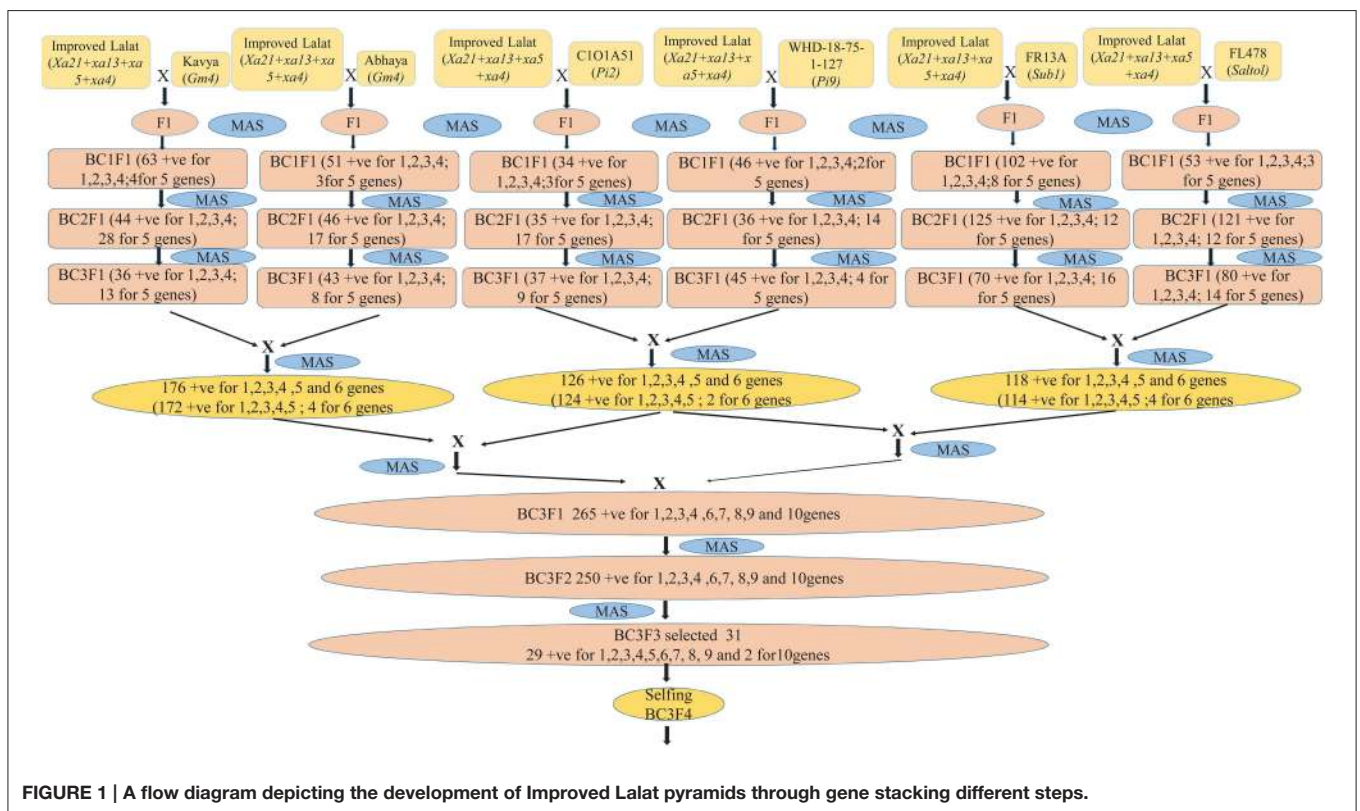 Improved Lalat
(Xa21+xa13+xa
5+xa4)
X
Kavya
(Gm4)
Improved Lalat
(Xa21+xa13+xa
5+xa4)
X
Abhaya
(Gm4)
Improved Lalat
(Xa21+xa13+xa5
+xa4)
X
C1O1A51
(Pi2)
Improved Lalat
(Xa21+xa13+x
a5+xa4)
X
WHD-18-75-
1-127
(Pi9)
Improved Lalat
(Xa21+xa13+xa
5+xa4)
X
FR13A
(Sub1)
Improved Lalat
(Xa21+xa13+xa5
+xa4)
X
FL478
(Saltol)
F1
MAS
F1
MAS
F1
MAS
F1
MAS
F1
MAS
F1
BC1F1 (63 +ve for
1,2,3,4;4for 5 genes)
BC1F1 (51 +ve for 1,2,3,4;
3for 5 genes)
BC1F1 (34 +ve for
1,2,3,4;3for 5 genes)
BC1F1 (46 +ve for 1,2,3,4;2for
5 genes)
BC1F1 (102 +ve for
1,2,3,4;8 for 5 genes)
BC1F1 (53 +ve for 1,2,3,4;3
for 5 genes)
MAS
MAS
MAS
MAS
MAS
MAS
BC2F1 (44 +ve for 1,2,3,4;
28 for 5 genes)
BC2F1 (46 +ve for 1,2,3,4;
17 for 5 genes)
BC2F1 (35 +ve for 1,2,3,4;
17 for 5 genes)
BC2F1 (36 +ve for 1,2,3,4; 14
for 5 genes)
BC2F1 (125 +ve for 1,2,3,4; 12
for 5 genes)
BC2F1 (121 +ve for
1,2,3,4; 12 for 5 genes)
MAS
MAS
MAS
MAS
MAS
MAS
BC3F1 (36 +ve for 1,2,3,4;
13 for 5 genes)
BC3F1 (43 +ve for 1,2,3,4;
8 for 5 genes)
BC3F1 (37 +ve for 1,2,3,4;
9 for 5 genes)
BC3F1 (45 +ve for 1,2,3,4; 4 for
5 genes)
BC3F1 (70 +ve for 1,2,3,4; 16
for 5 genes)
BC3F1 (80 +ve for
1,2,3,4; 14 for 5 genes)
X
MAS
X
MAS
X
MAS
176 +ve for 1,2,3,4 ,5 and 6 genes
(172 +ve for 1,2,3,4,5 ; 4 for 6 genes
126 +ve for 1,2,3,4 ,5 and 6 genes
(124 +ve for 1,2,3,4,5 ; 2 for 6 genes
118 +ve for 1,2,3,4 ,5 and 6 genes
(114 +ve for 1,2,3,4,5 ;4 for 6 genes
X
MAS
X
MAS
X
BC3F1 265 +ve for 1,2,3,4 ,6,7, 8,9 and 10genes
MAS
BC3F2 250 +ve for 1,2,3,4 ,6,7, 8,9 and 10genes
MAS
BC3F3 selected 31
29 +ve for 1,2,3,4,5,6,7, 8, 9 and 2 for10genes
Selfing
BC3F4
FIGURE 1 | A flow diagram depicting the development of Improved Lalat pyramids through gene stacking different steps.